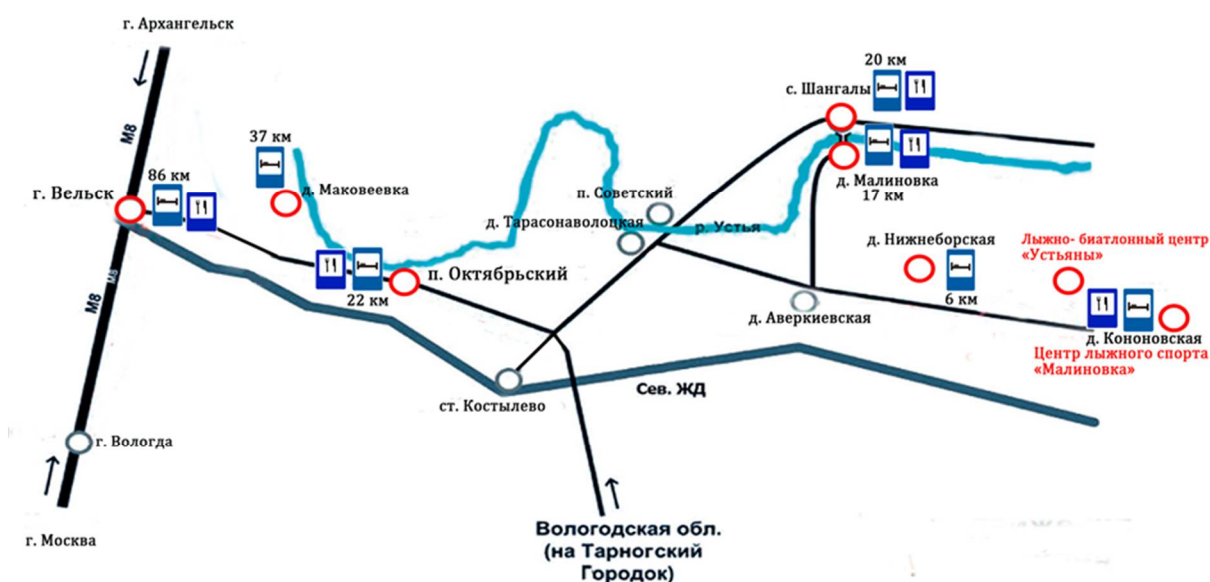 г. Архангельск
20 км
с. Шангалы
М8
37 км
86 км
д. Маковеевка
д. Малиновка
17 км
г. Вельск
п. Советский
д. Тарасонаволоцкая
р. Устья
д. Нижнеборская
Лыжно- биатлонный центр
«Устьяны»
п. Октябрьский
М8
М8
22 км
6 км
д. Аверкиевская
д. Кононовская
Центр лыжного спорта
«Малиновка»
Сев. ЖД
ст. Костылево
г. Вологда
г. Москва
Вологодская обл.
(на Тарногский
Городок)